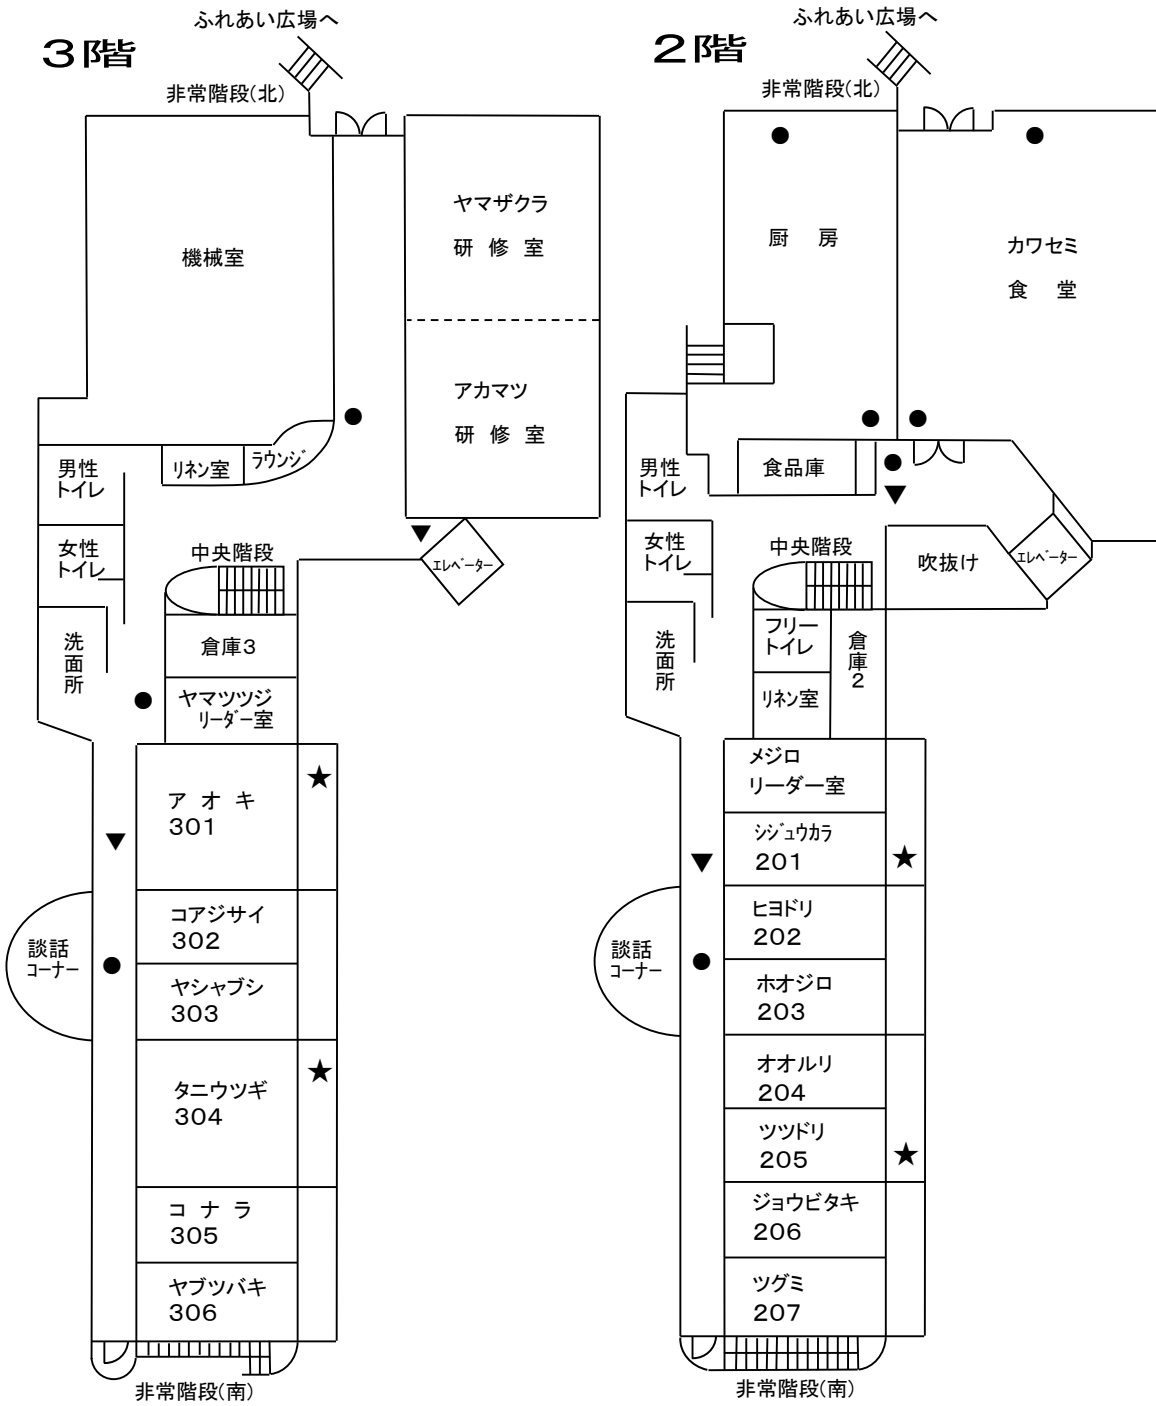 ふれあい広場へ
3階
非常階段(北)
ヤマザクラ
研 修 室
機械室
アカマツ
研 修 室
男性
トイレ
リネン室
ラウンジ
女性
トイレ
中央階段
エレベーター
洗面所
倉庫3
ヤマツツジ
リーダー室
ア オ キ
301
コアジサイ
302
談話
コーナー
ヤシャブシ
303
タニウツギ
304
コ ナ ラ
305
ヤブツバキ
306
非常階段(南)
ふれあい広場へ
2階
非常階段(北)
厨 房
カワセミ
食 堂
男性
トイレ
食品庫
女性
トイレ
中央階段
吹抜け
エレベーター
洗面所
フリー
トイレ
倉庫2
リネン室
メジロ
リーダー室
シジュウカラ
201
ヒヨドリ
202
談話
コーナー
ホオジロ
203
オオルリ
204
ツツドリ
205
ジョウビタキ
206
ツグミ
207
非常階段(南)